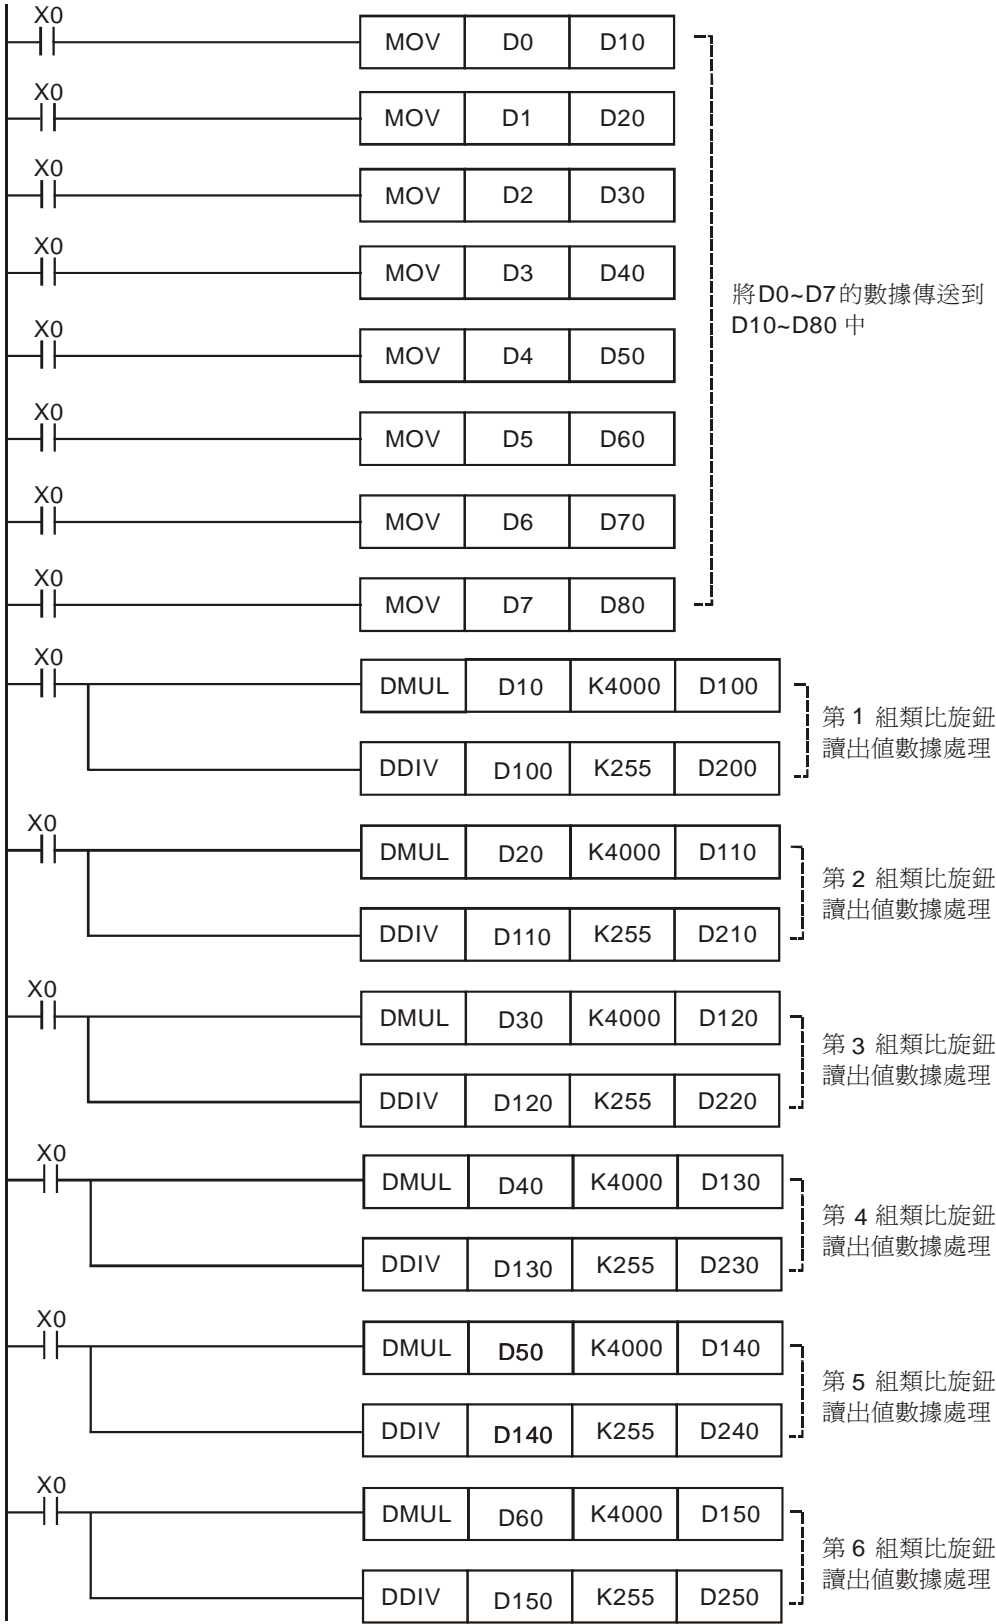 X0
MOV D0 D10
X0
MOV D1 D20
X0
MOV D2 D30
X0
MOV D3 D40
將D0~D7的數據傳送到
D10~D80 中
X0
MOV D4 D50
X0
MOV D5 D60
X0
MOV D6 D70
X0
MOV D7 D80
X0
DMUL D10 K4000 D100
DDIV D100 K255 D200
第 1 組類比旋鈕
讀出值數據處理
X0
DMUL D20 K4000 D110
DDIV D110 K255 D210
第 2 組類比旋鈕
讀出值數據處理
X0
DMUL D30 K4000 D120
DDIV D120 K255 D220
第 3 組類比旋鈕
讀出值數據處理
X0
DMUL D40 K4000 D130
DDIV D130 K255 D230
第 4 組類比旋鈕
讀出值數據處理
X0
DMUL D50 K4000 D140
DDIV D140 K255 D240
第 5 組類比旋鈕
讀出值數據處理
X0
DMUL D60 K4000 D150
DDIV D150 K255 D250
第 6 組類比旋鈕
讀出值數據處理